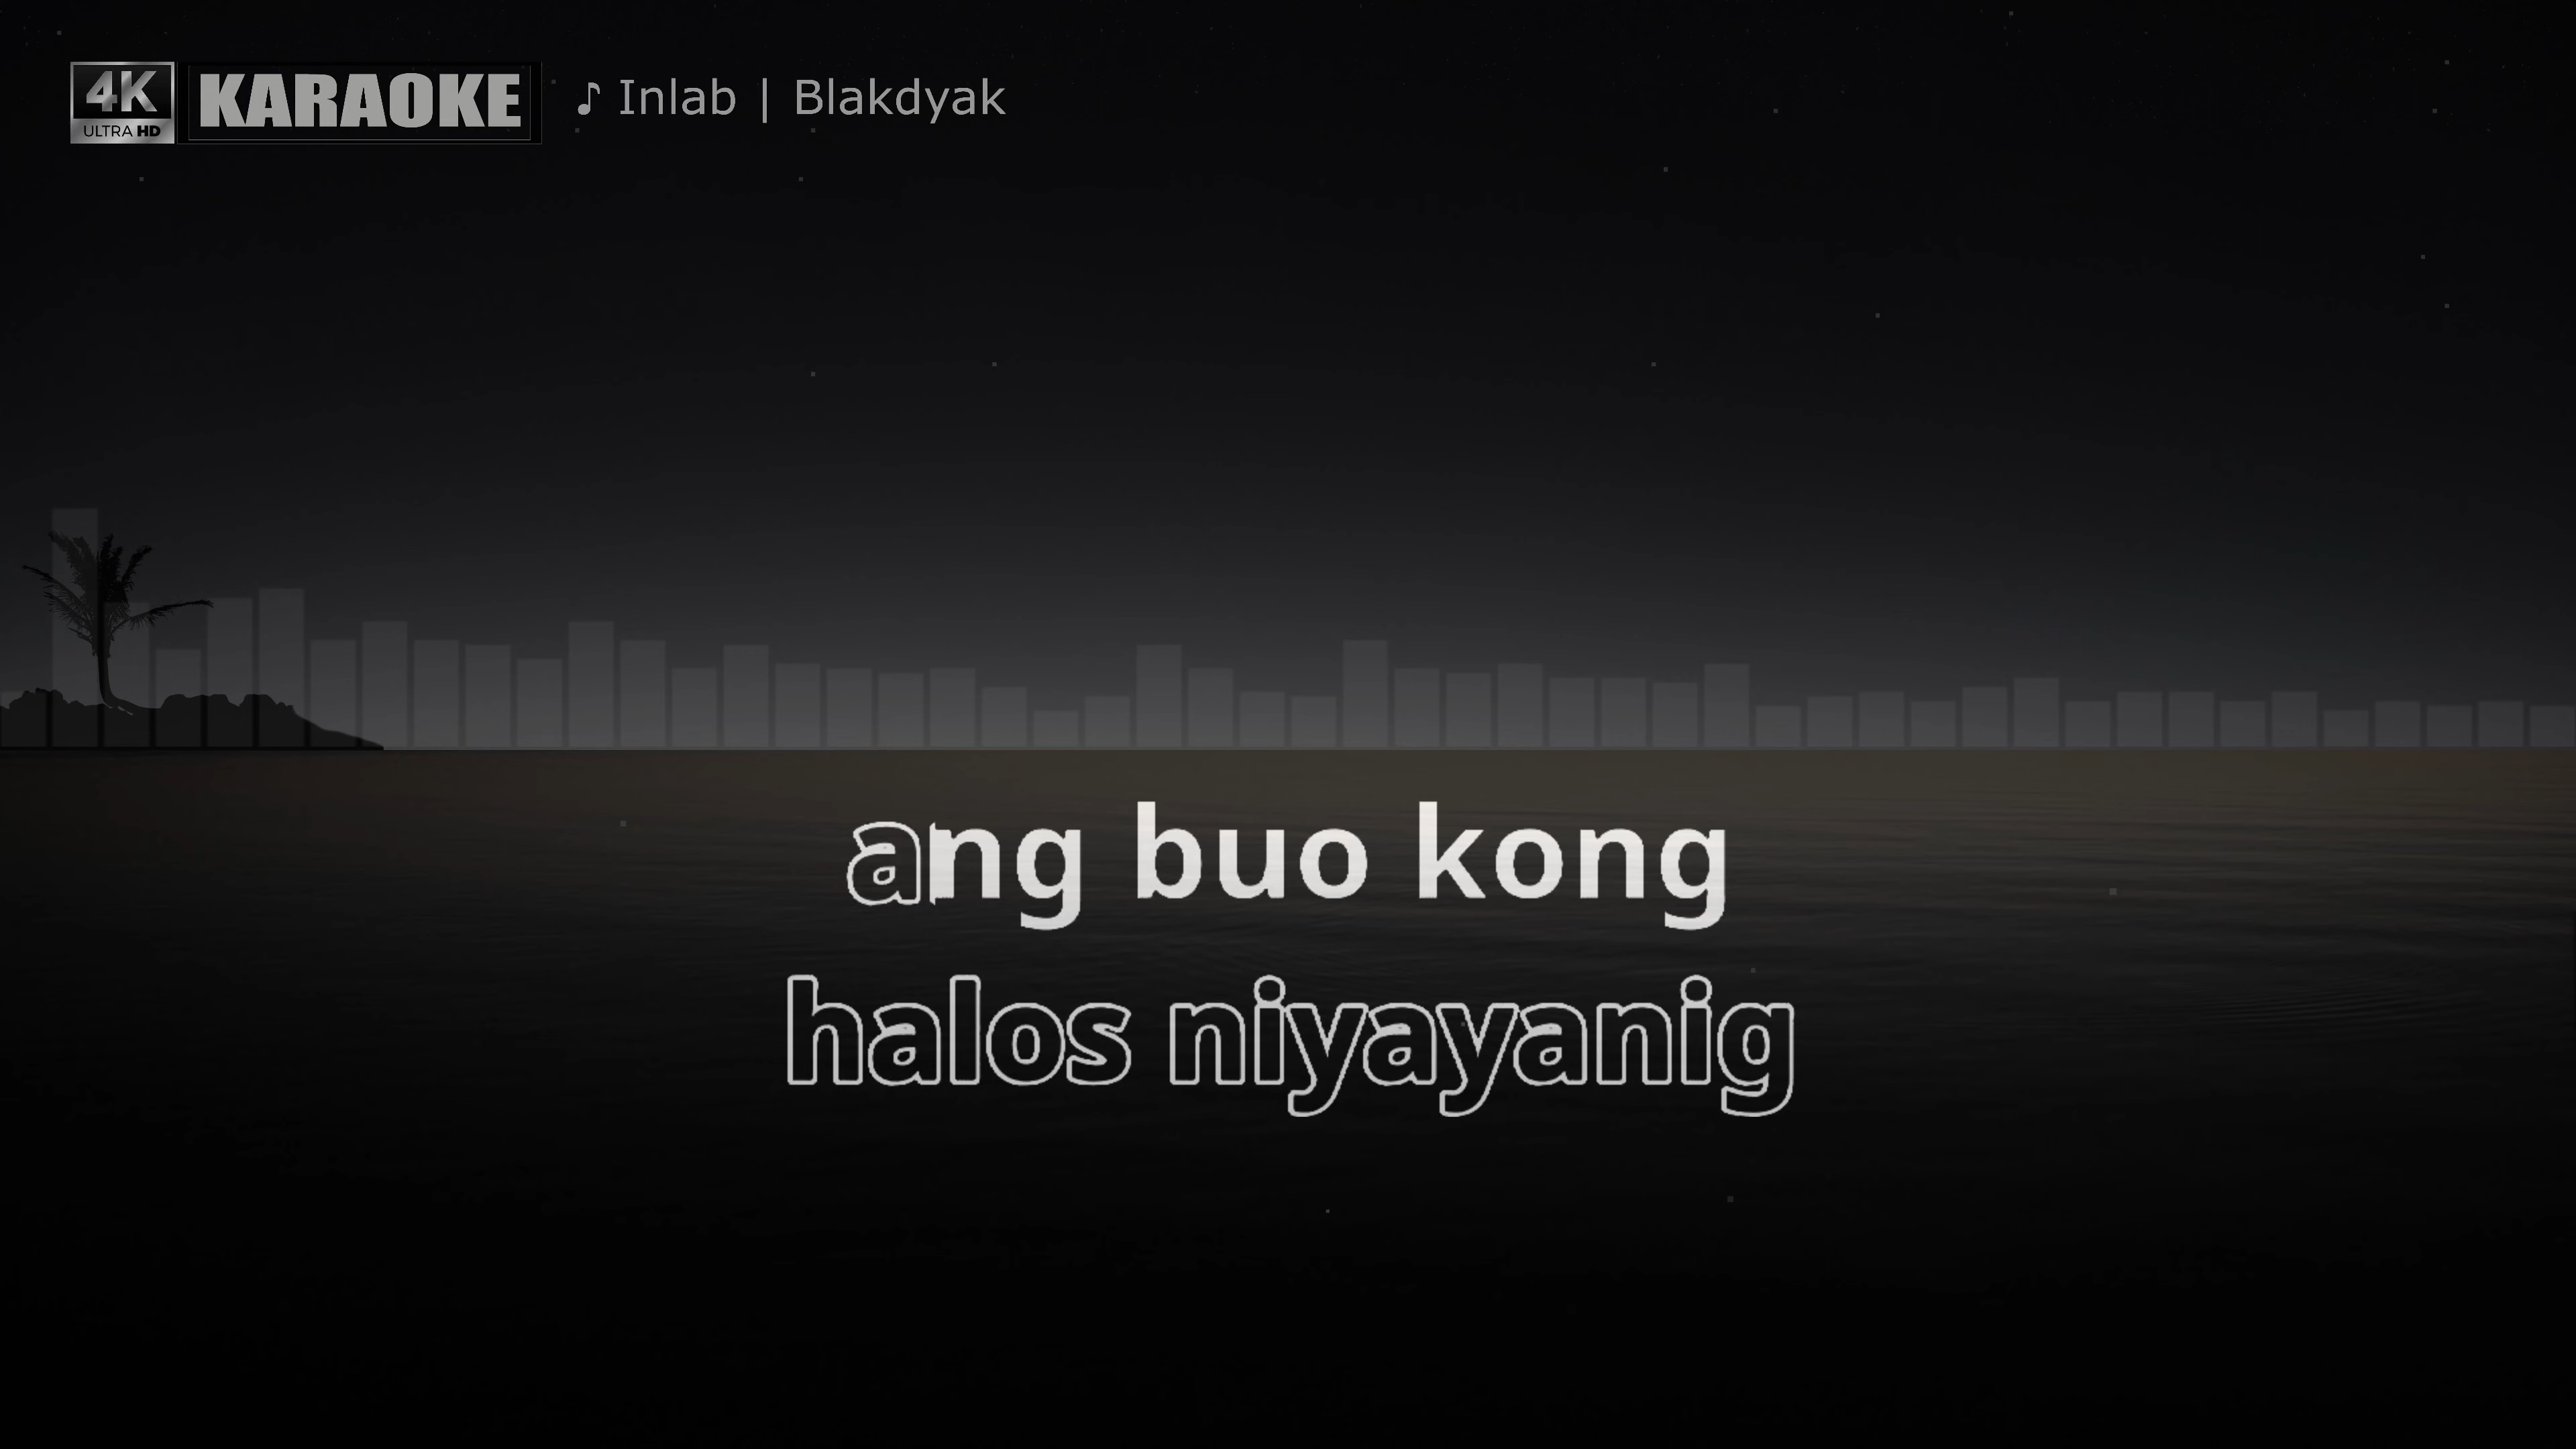 4K
ULTRA HD
KARAOKE
♪ Inlab | Blakdyak
ang buo kong
halos niyayanig